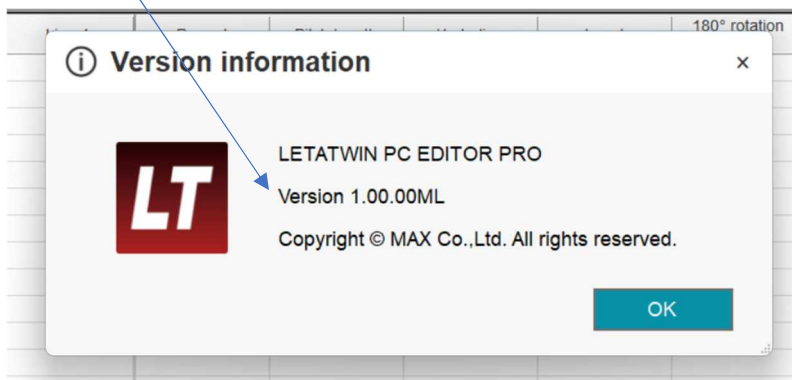 180° rotation
Version information
LT
LETATWIN PC EDITOR PRO
Version 1.00.00ML
Copyright © MAX Co.,Ltd. All rights reserved.
OK